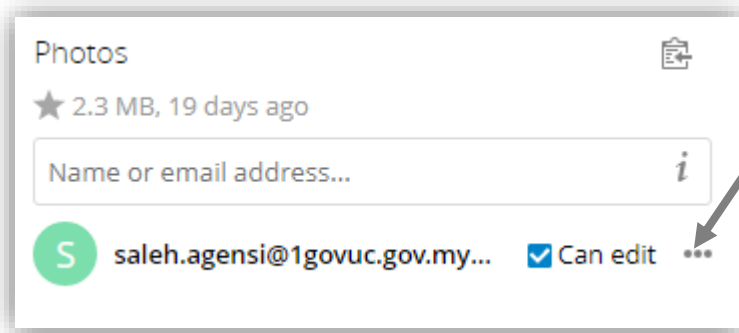 Photos
★ 2.3 MB, 19 days ago
Name or email address... i
S saleh.agensi@1govuc.gov.my... Can edit •••